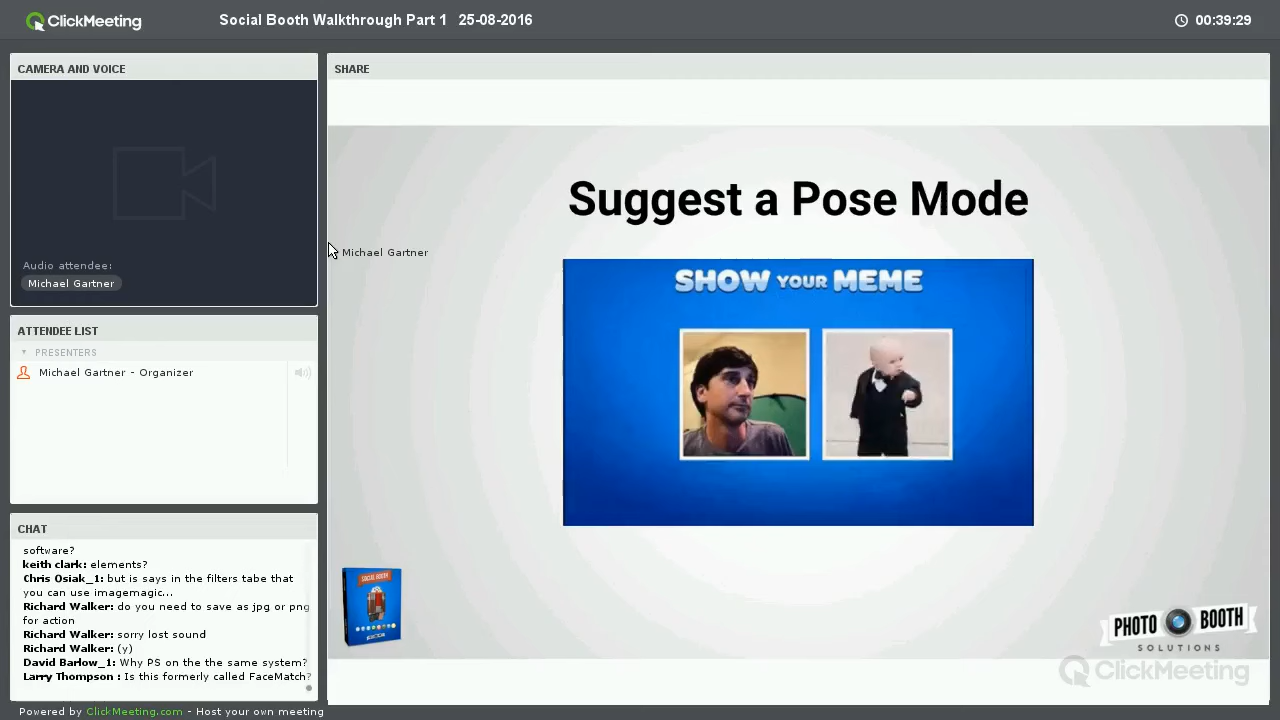 ClickMeeting
Social Booth Walkthrough Part 1 25-08-2016
00:39:29
CAMERA AND VOICE
Audio attendee:
Michael Gartner
ATTENDEE LIST
PRESENTERS
Michael Gartner - Organizer
CHAT
software?
keith clark: elements?
Chris Osiak_1: but is says in the filters tabe that
you can use imagemagic...
Richard Walker: do you need to save as jpg or png
for action
Richard Walker: sorry lost sound
Richard Walker: (y)
David Barlow_1: Why PS on the the same system?
Larry Thompson : Is this formerly called FaceMatch?
Powered by ClickMeeting.com - Host your own meeting
SHARE
Suggest a Pose Mode
Michael Gartner
SHOW YOUR MEME
SOCIAL BOOTH
PHOTO BOOTH
SOLUTIONS
ClickMeeting